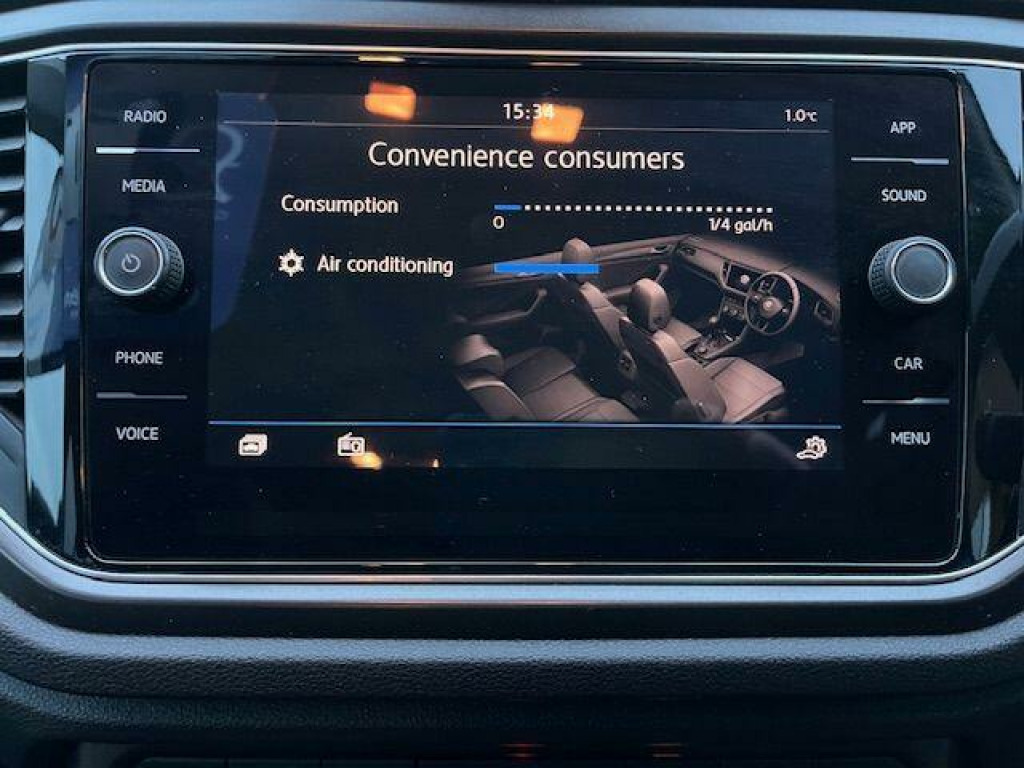 15:34
1.0°C
RADIO
MEDIA
PHONE
VOICE
Convenience consumers
Consumption
0
1/4 gal/h
Air conditioning
APP
SOUND
CAR
MENU